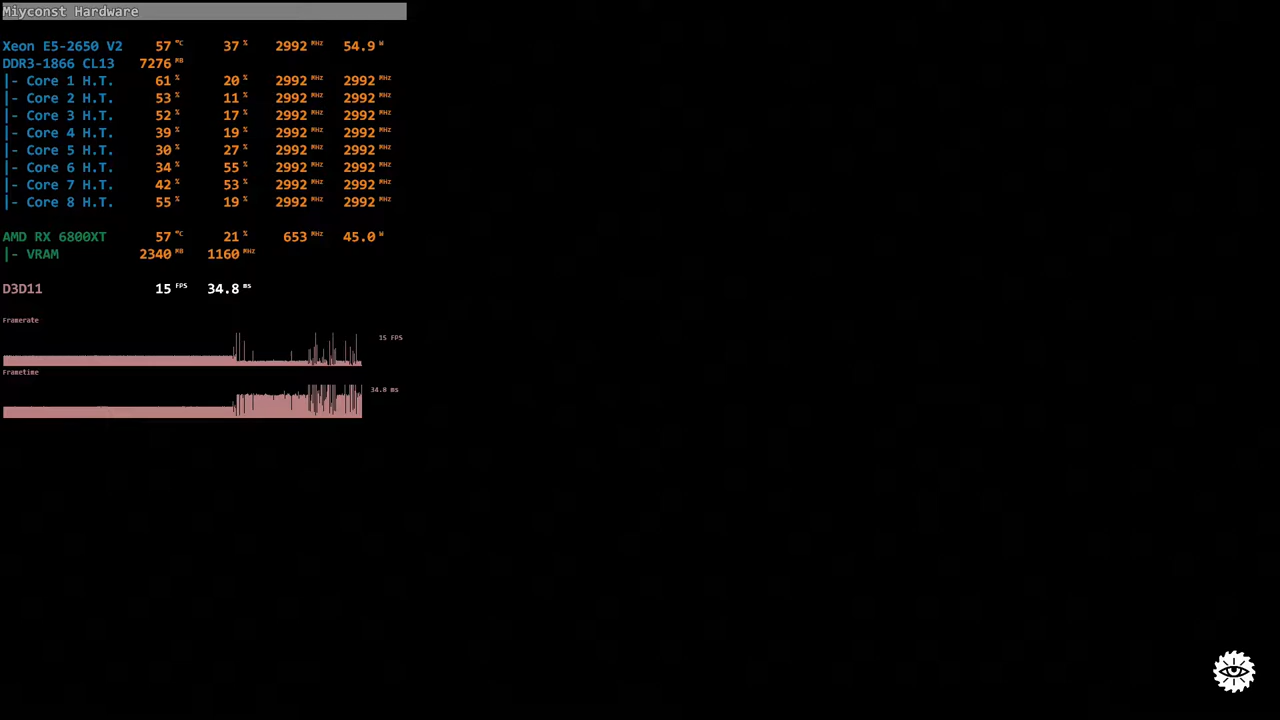 Miyconst Hardware
Xeon E5-2650 V2 57 °C 37 % 2992 MHz 54.9 W
DDR3-1866 CL13 7276 MB
|- Core 1 H.T. 61 % 20 % 2992 MHz 2992 MHz
|- Core 2 H.T. 53 % 11 % 2992 MHz 2992 MHz
|- Core 3 H.T. 52 % 17 % 2992 MHz 2992 MHz
|- Core 4 H.T. 39 % 19 % 2992 MHz 2992 MHz
|- Core 5 H.T. 30 % 27 % 2992 MHz 2992 MHz
|- Core 6 H.T. 34 % 55 % 2992 MHz 2992 MHz
|- Core 7 H.T. 42 % 53 % 2992 MHz 2992 MHz
|- Core 8 H.T. 55 % 19 % 2992 MHz 2992 MHz
AMD RX 6800XT 57 °C 21 % 653 MHz 45.0 W
|- VRAM 2340 MB 1160 MHz
D3D11 15 FPS 34.8 ms
Framerate
15 FPS
Frametime
34.8 ms